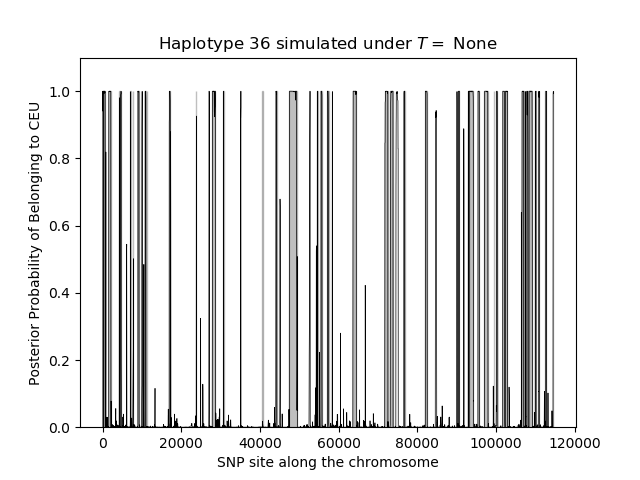 Haplotype 36 simulated under T = None
Posterior Probability of Belonging to CEU
1.0
0.8
0.6
0.4
0.2
0.0
0 20000 40000 60000 80000 100000 120000
SNP site along the chromosome